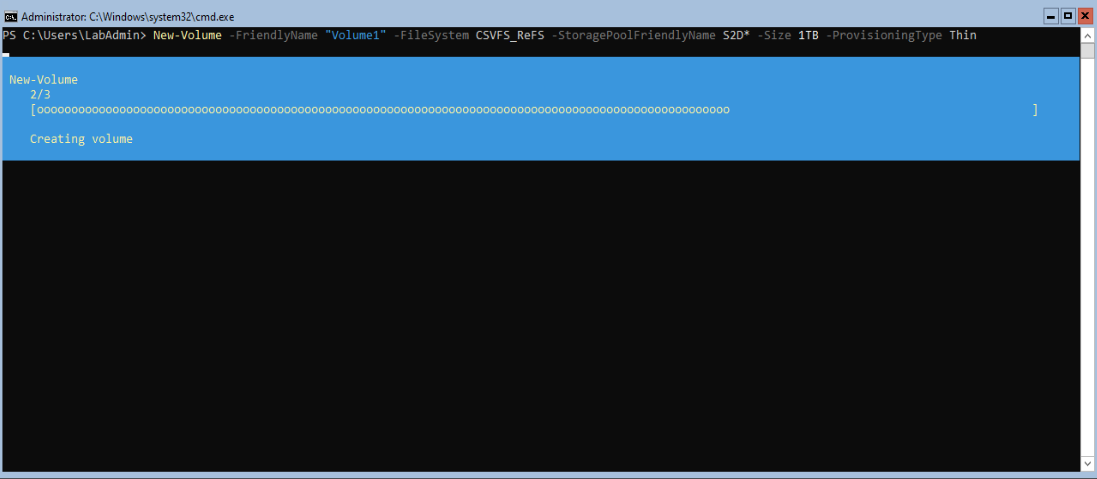 Administrator: C:\Windows\system32\cmd.exe
PS C:\Users\LabAdmin> New-Volume -FriendlyName "Volume1" -FileSystem CSVFS_ReFS -StoragePoolFriendlyName S2D* -Size 1TB -ProvisioningType Thin
New-Volume
2/3
[ooooooooooooooooooooooooooooooooooooooooooooooooooooooooooooooooooooooooooooooooooooooooooooooooooooo                                            ]
Creating volume